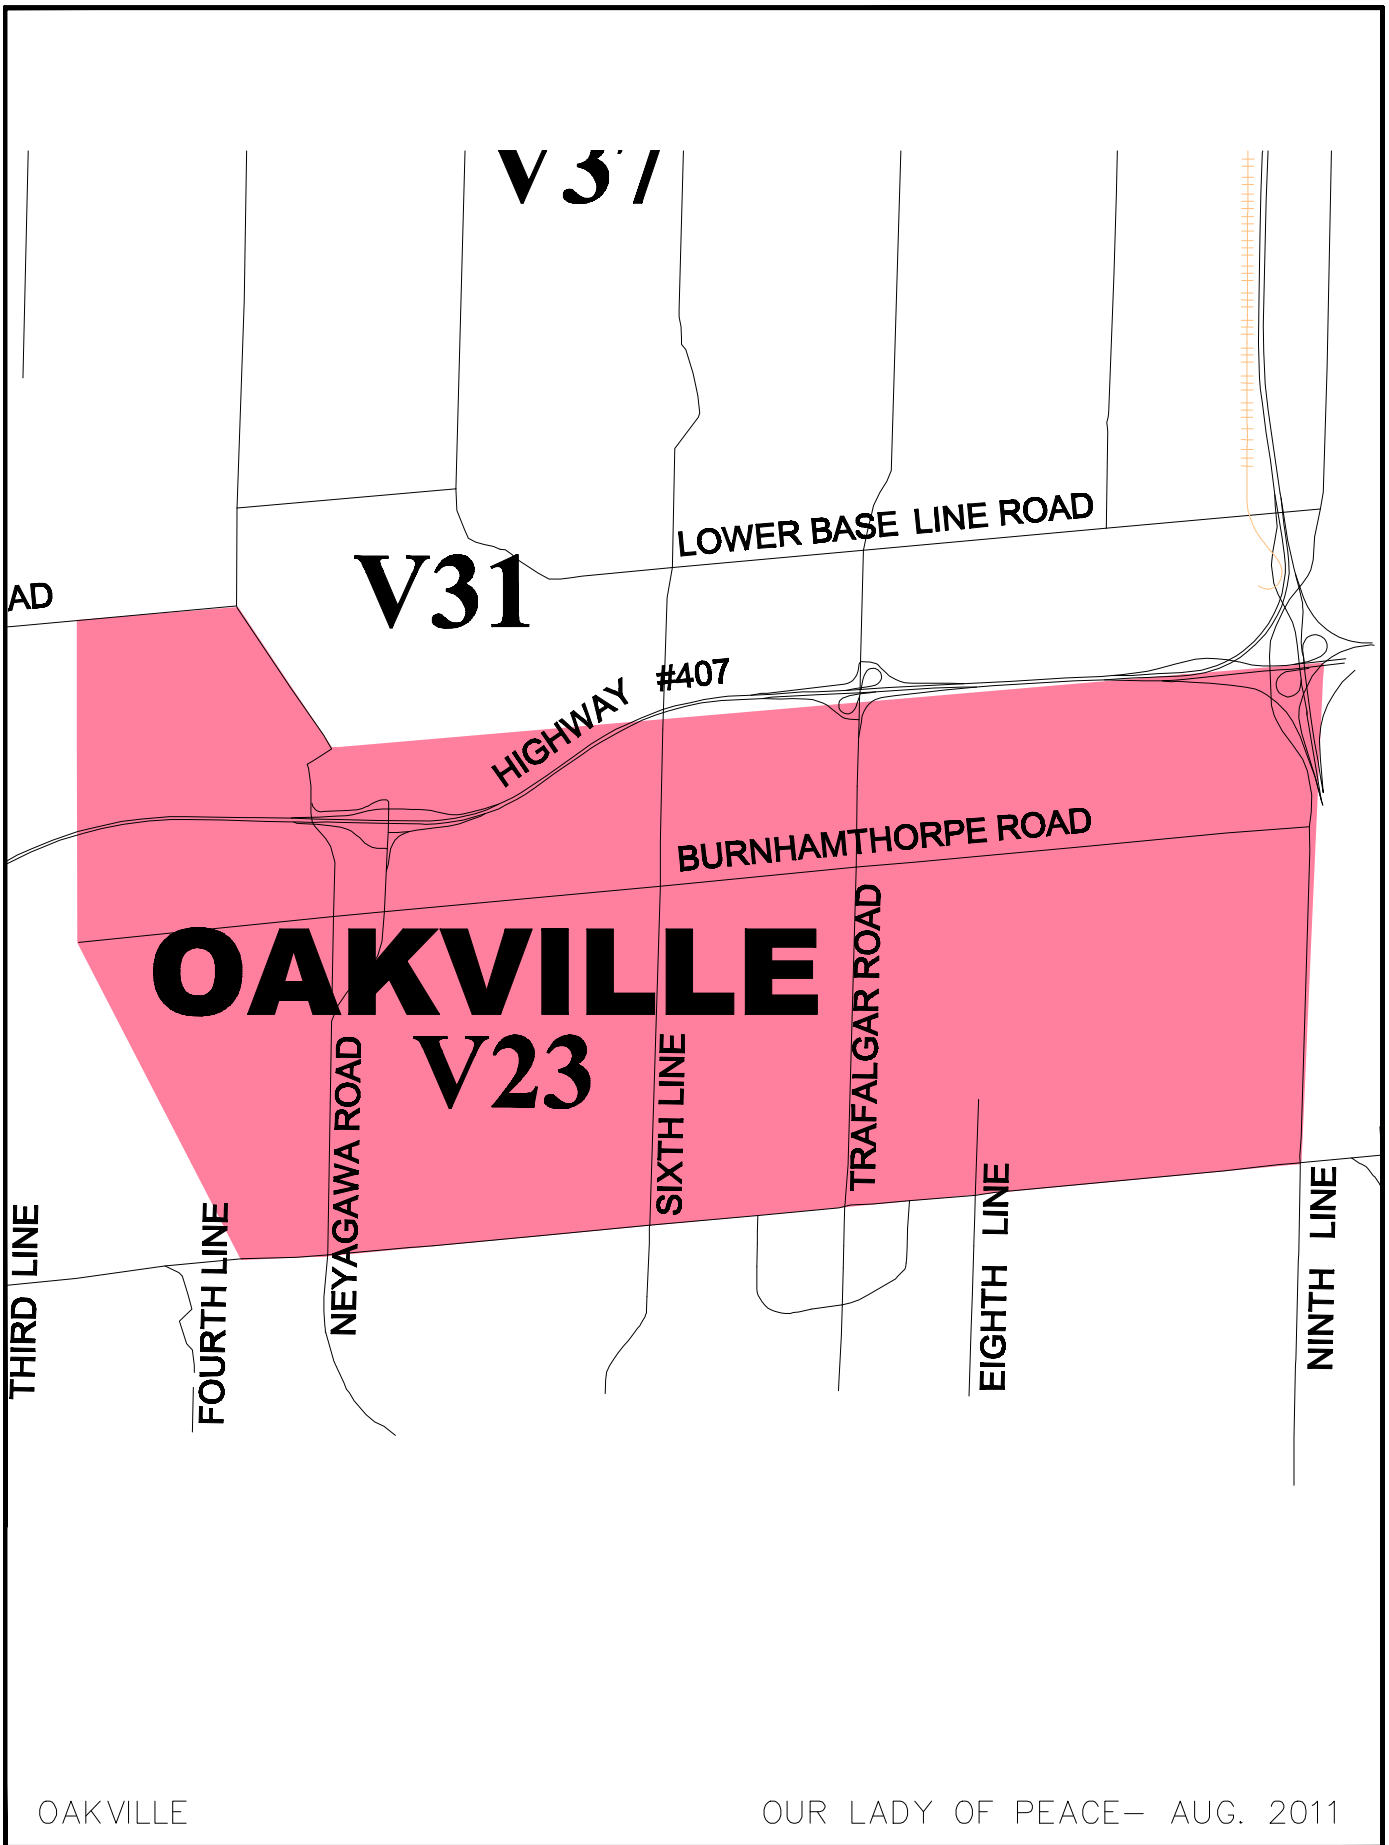 V37
LOWER BASE LINE ROAD
V31
AD
HIGHWAY #407
BURNHAMTHORPE ROAD
OAKVILLE
V23
TRAFALGAR ROAD
SIXTH LINE
NEYAGAWA ROAD
EIGHTH LINE
NINTH LINE
THIRD LINE
FOURTH LINE
OAKVILLE
OUR LADY OF PEACE– AUG. 2011